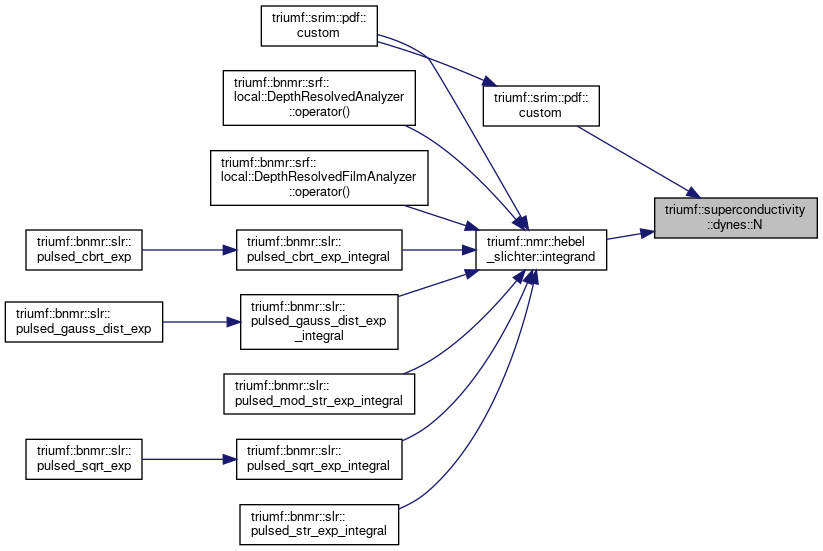 triumf::srim::pdf::
custom
triumf::bnmr::srf::
local::DepthResolvedAnalyzer
::operator()
triumf::srim::pdf::
custom
triumf::bnmr::srf::
local::DepthResolvedFilmAnalyzer
::operator()
triumf::superconductivity
::dynes::N
triumf::bnmr::slr::
pulsed_cbrt_exp
triumf::bnmr::slr::
pulsed_cbrt_exp_integral
triumf::nmr::hebel
_slichter::integrand
triumf::bnmr::slr::
pulsed_gauss_dist_exp
triumf::bnmr::slr::
pulsed_gauss_dist_exp
_integral
triumf::bnmr::slr::
pulsed_mod_str_exp_integral
triumf::bnmr::slr::
pulsed_sqrt_exp
triumf::bnmr::slr::
pulsed_sqrt_exp_integral
triumf::bnmr::slr::
pulsed_str_exp_integral